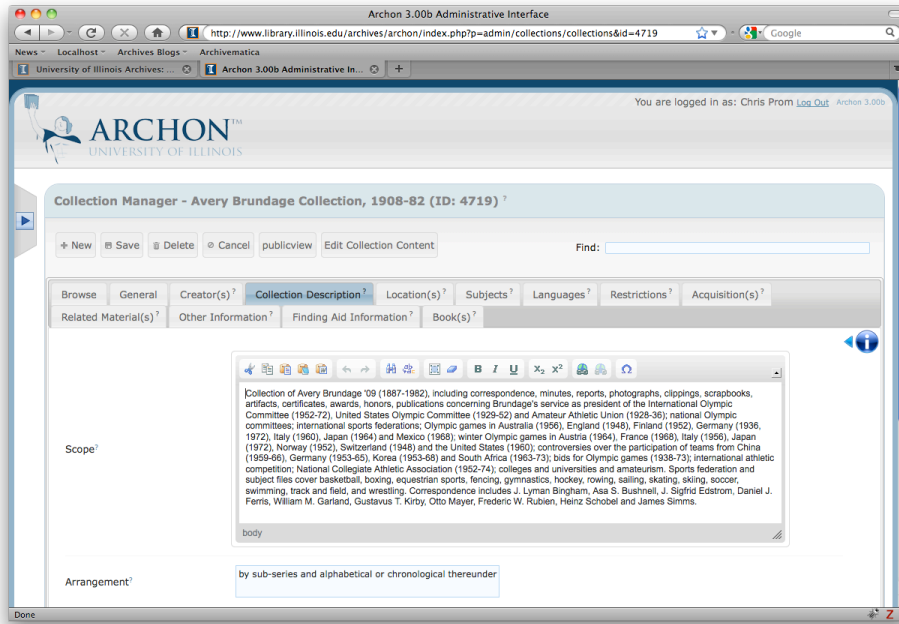 Archon 3.00b Administrative Interface
http://www.library.illinois.edu/archives/archon/index.php?p=admin/collections/collections&id=4719
Google
News Localhost Archives Blogs Archivematica
University of Illinois Archives: ...
Archon 3.00b Administrative In...
You are logged in as: Chris Prom Log Out Archon 3.00b
ARCHON™
UNIVERSITY OF ILLINOIS
Collection Manager - Avery Brundage Collection, 1908-82 (ID: 4719) ?
New Save Delete Cancel publicview Edit Collection Content
Find:
Browse General Creator(s)? Collection Description? Location(s)? Subjects? Languages? Restrictions? Acquisition(s)?
Related Material(s)? Other Information? Finding Aid Information? Book(s)?
B I U X₂ X² Ω
Scope?
Collection of Avery Brundage '09 (1887-1982), including correspondence, minutes, reports, photographs, clippings, scrapbooks,
artifacts, certificates, awards, honors, publications concerning Brundage's service as president of the International Olympic
Committee (1952-72), United States Olympic Committee (1929-52) and Amateur Athletic Union (1928-36); national Olympic
committees; international sports federations; Olympic games in Australia (1956), England (1948), Finland (1952), Germany (1936,
1972), Italy (1960), Japan (1964) and Mexico (1968); winter Olympic games in Austria (1964), France (1968), Italy (1956), Japan
(1972), Norway (1952), Switzerland (1948) and the United States (1960); controversies over the participation of teams from China
(1959-66), Germany (1953-65), Korea (1953-68) and South Africa (1963-73); bids for Olympic games (1938-73); international athletic
competition; National Collegiate Athletic Association (1952-74); colleges and universities and amateurism. Sports federation and
subject files cover basketball, boxing, equestrian sports, fencing, gymnastics, hockey, rowing, sailing, skating, skiing, soccer,
swimming, track and field, and wrestling. Correspondence includes J. Lyman Bingham, Asa S. Bushnell, J. Sigfrid Edstrom, Daniel J.
Ferris, William M. Garland, Gustavus T. Kirby, Otto Mayer, Frederic W. Rubien, Heinz Schobel and James Simms.
body
Arrangement?
by sub-series and alphabetical or chronological thereunder
Done
Z